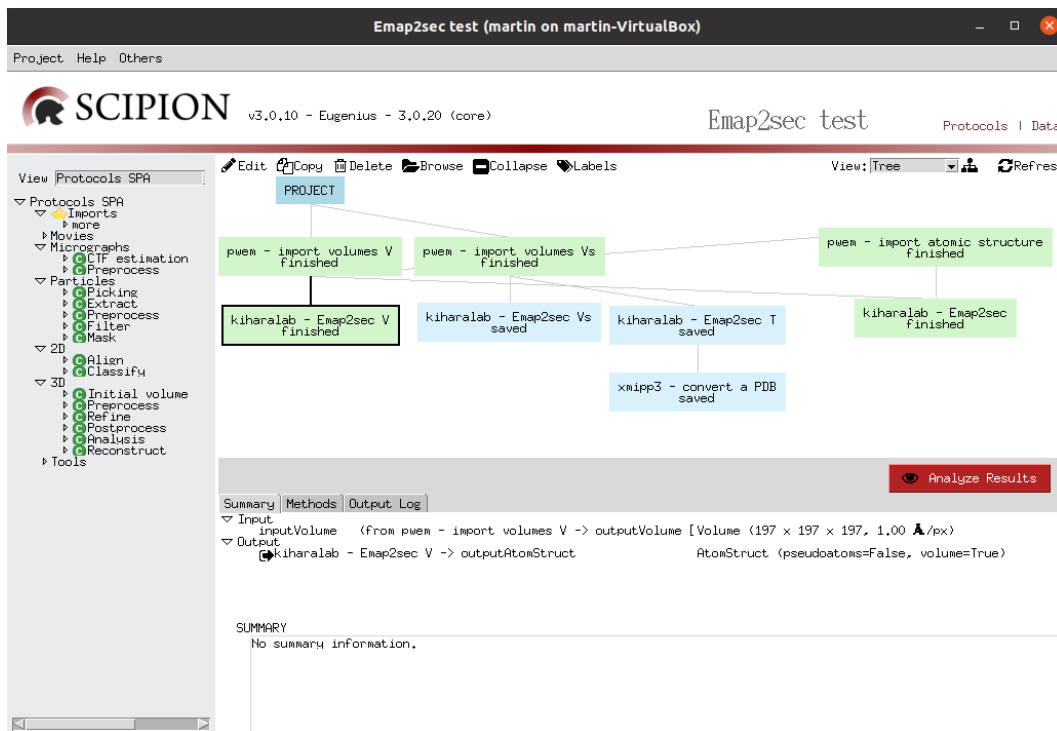 Emap2sec test (martin on martin-VirtualBox)
Project Help Others
SCIPION v3.0.10 - Eugenius - 3.0.20 (core) Emap2sec test Protocols | Data
View Protocols SPA
Edit Copy Delete Browse Collapse Labels View: Tree Refres
Protocols SPA
Imports
more
Movies
Micrographs
CTF estimation
Preprocess
Particles
Picking
Extract
Preprocess
Filter
Mask
2D
Align
Classify
3D
Initial volume
Preprocess
Refine
Postprocess
Analysis
Reconstruct
Tools
PROJECT
pwem - import volumes V
finished
pwem - import volumes Vs
finished
pwem - import atomic structure
finished
kiharalab - Emap2sec V
finished
kiharalab - Emap2sec Vs
saved
kiharalab - Emap2sec T
saved
kiharalab - Emap2sec
finished
xmipp3 - convert a PDB
saved
Analyze Results
Summary Methods Output Log
Input
inputVolume (from pwem - import volumes V -> outputVolume [Volume (197 x 197 x 197, 1.00 Å/px)
Output
kiharalab - Emap2sec V -> outputAtomStruct AtomStruct (pseudoatoms=False, volume=True)
SUMMARY
No summary information.